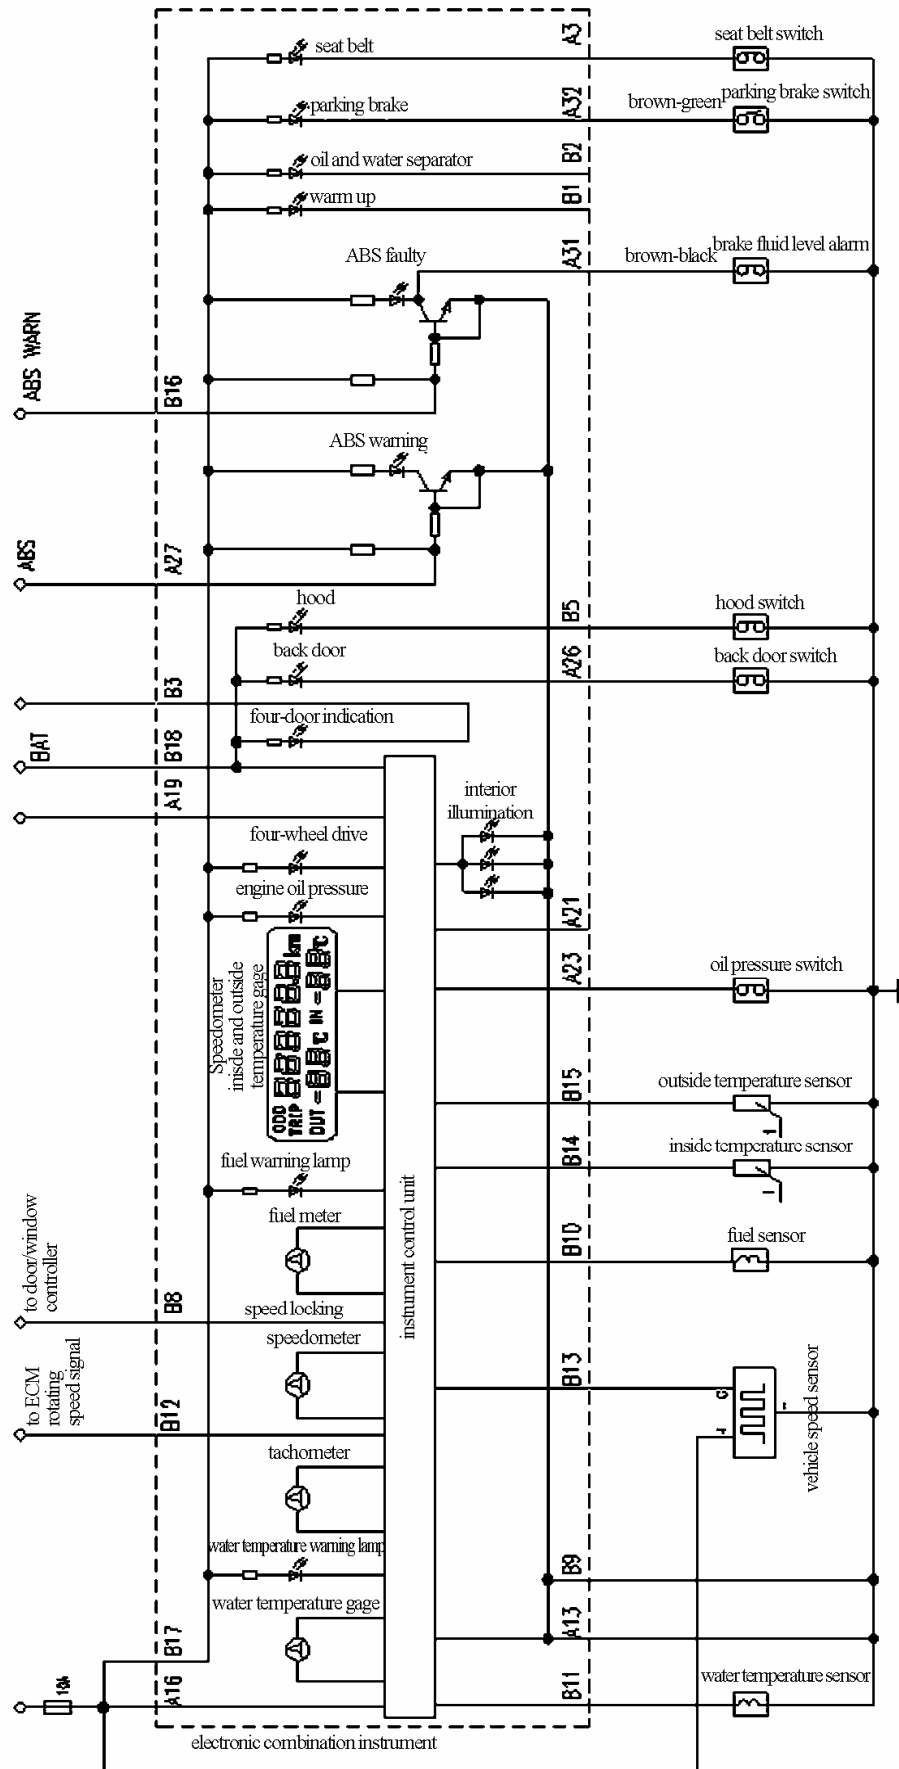 A3
seat belt switch
seat belt
A32
parking brake switch
brown-green
parking brake
B2
oil and water separator
B1
warm up
A31
brake fluid level alarm
brown-black
ABS faulty
ABS WARN
B16
ABS warning
ABS
A27
hood
B5
hood switch
back door
A26
back door switch
B3
four-door indication
BAT
B18
A19
interior
illumination
four-wheel drive
engine oil pressure
A21
A23
oil pressure switch
Speedometer
inisde and outside
temperature gage
ODO
TRIP
km
OUT
°C
IN
°C
B15
outside temperature sensor
B14
inside temperature sensor
fuel warning lamp
instrument control unit
fuel meter
B10
fuel sensor
to door/window
controller
B8
speed locking
speedometer
B13
vehicle speed sensor
to ECM
rotating
speed signal
B12
tachometer
water temperature warning lamp
B9
water temperature gage
A13
B17
A16
10A
B11
water temperature sensor
electronic combination instrument